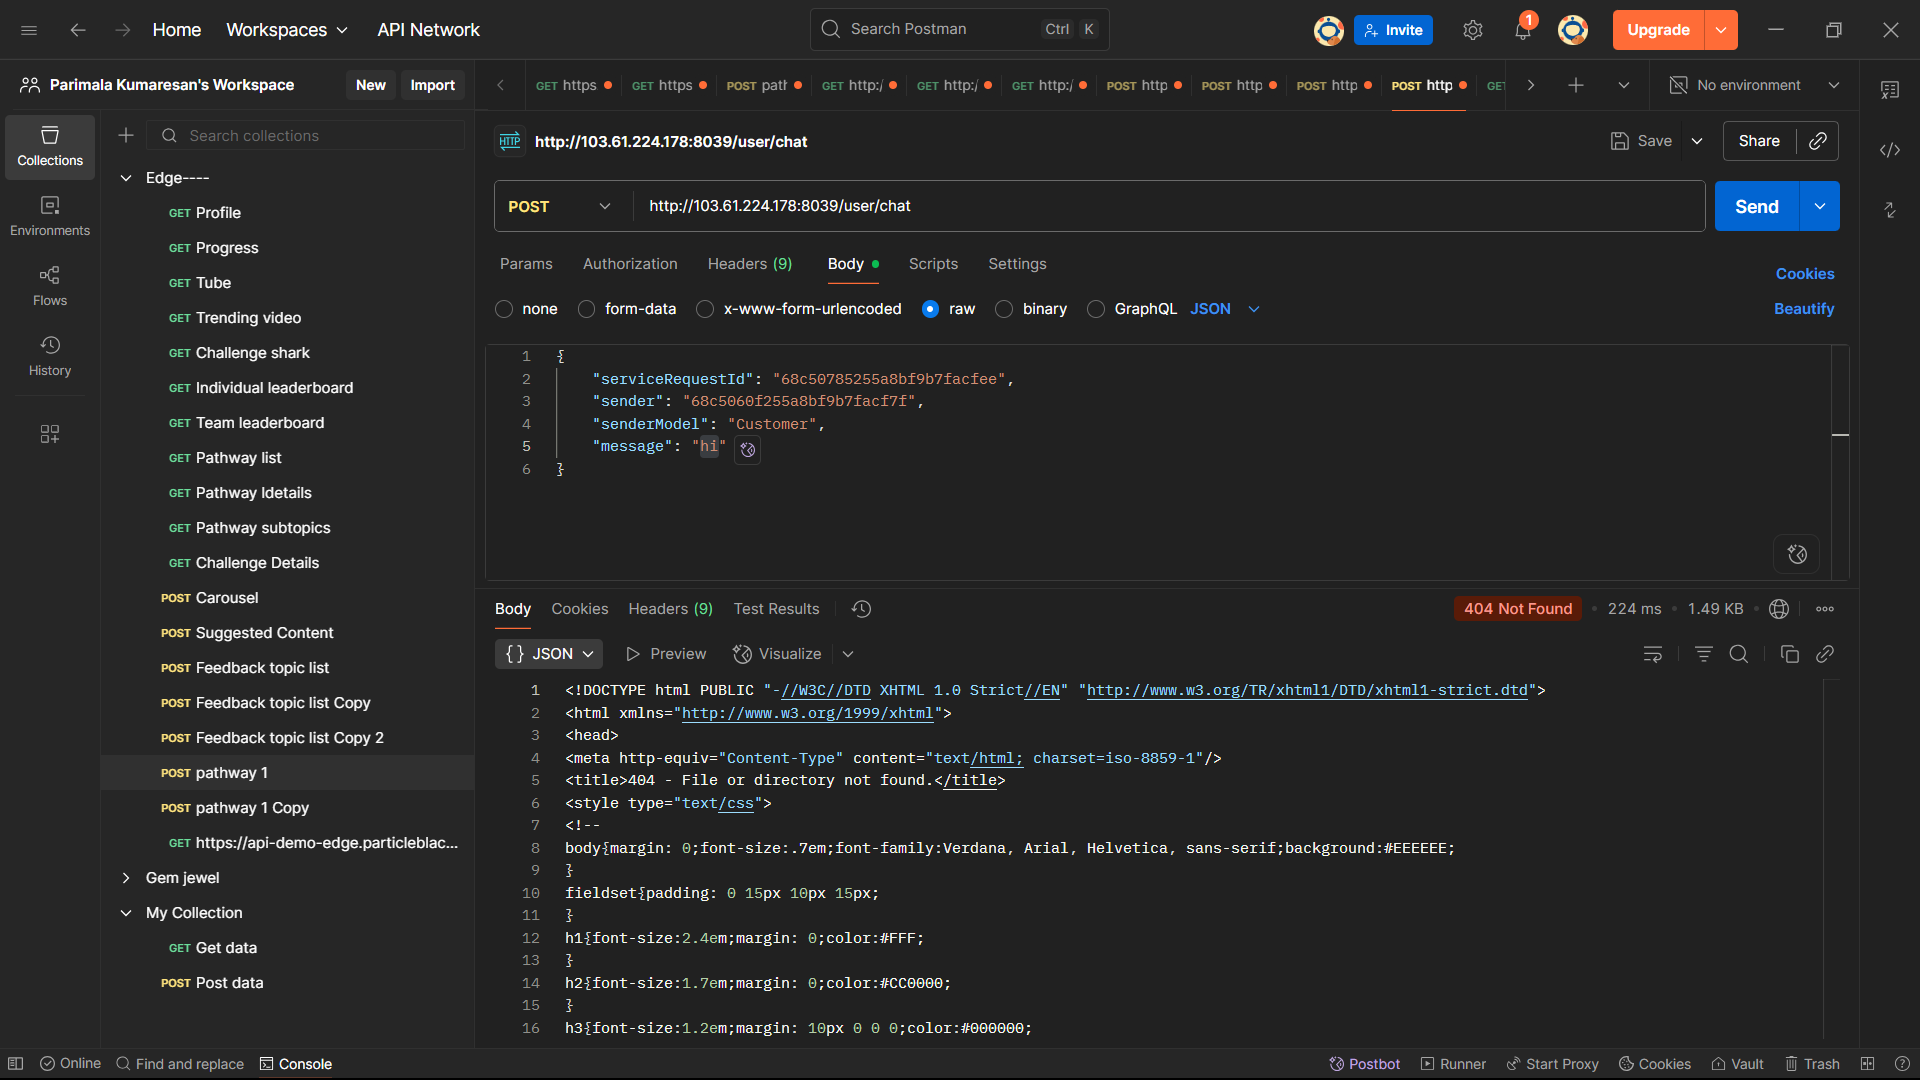 Home Workspaces API Network Search Postman Ctrl K Invite 1 Upgrade
Parimala Kumaresan's Workspace New Import
GET https GET https POST path GET http:/ GET http:/ GET http:/ POST http POST http POST http POST http GET No environment
Collections
Environments
Flows
History
Search collections
Edge----
GET Profile
GET Progress
GET Tube
GET Trending video
GET Challenge shark
GET Individual leaderboard
GET Team leaderboard
GET Pathway list
GET Pathway ldetails
GET Pathway subtopics
GET Challenge Details
POST Carousel
POST Suggested Content
POST Feedback topic list
POST Feedback topic list Copy
POST Feedback topic list Copy 2
POST pathway 1
POST pathway 1 Copy
GET https://api-demo-edge.particleblac...
Gem jewel
My Collection
GET Get data
POST Post data
HTTP http://103.61.224.178:8039/user/chat Save Share
POST http://103.61.224.178:8039/user/chat Send
Params Authorization Headers (9) Body Scripts Settings Cookies
none form-data x-www-form-urlencoded raw binary GraphQL JSON Beautify
1 {
2 "serviceRequestId": "68c50785255a8bf9b7facfee",
3 "sender": "68c5060f255a8bf9b7facf7f",
4 "senderModel": "Customer",
5 "message": "hi"
6 }
Body Cookies Headers (9) Test Results 404 Not Found 224 ms 1.49 KB
{} JSON Preview Visualize
1 <!DOCTYPE html PUBLIC "-//W3C//DTD XHTML 1.0 Strict//EN" "http://www.w3.org/TR/xhtml1/DTD/xhtml1-strict.dtd">
2 <html xmlns="http://www.w3.org/1999/xhtml">
3 <head>
4 <meta http-equiv="Content-Type" content="text/html; charset=iso-8859-1"/>
5 <title>404 - File or directory not found.</title>
6 <style type="text/css">
7 <!--
8 body{margin: 0;font-size:.7em;font-family:Verdana, Arial, Helvetica, sans-serif;background:#EEEEEE;
9 }
10 fieldset{padding: 0 15px 10px 15px;
11 }
12 h1{font-size:2.4em;margin: 0;color:#FFF;
13 }
14 h2{font-size:1.7em;margin: 0;color:#CC0000;
15 }
16 h3{font-size:1.2em;margin: 10px 0 0 0;color:#000000;
Online Find and replace Console Postbot Runner Start Proxy Cookies Vault Trash